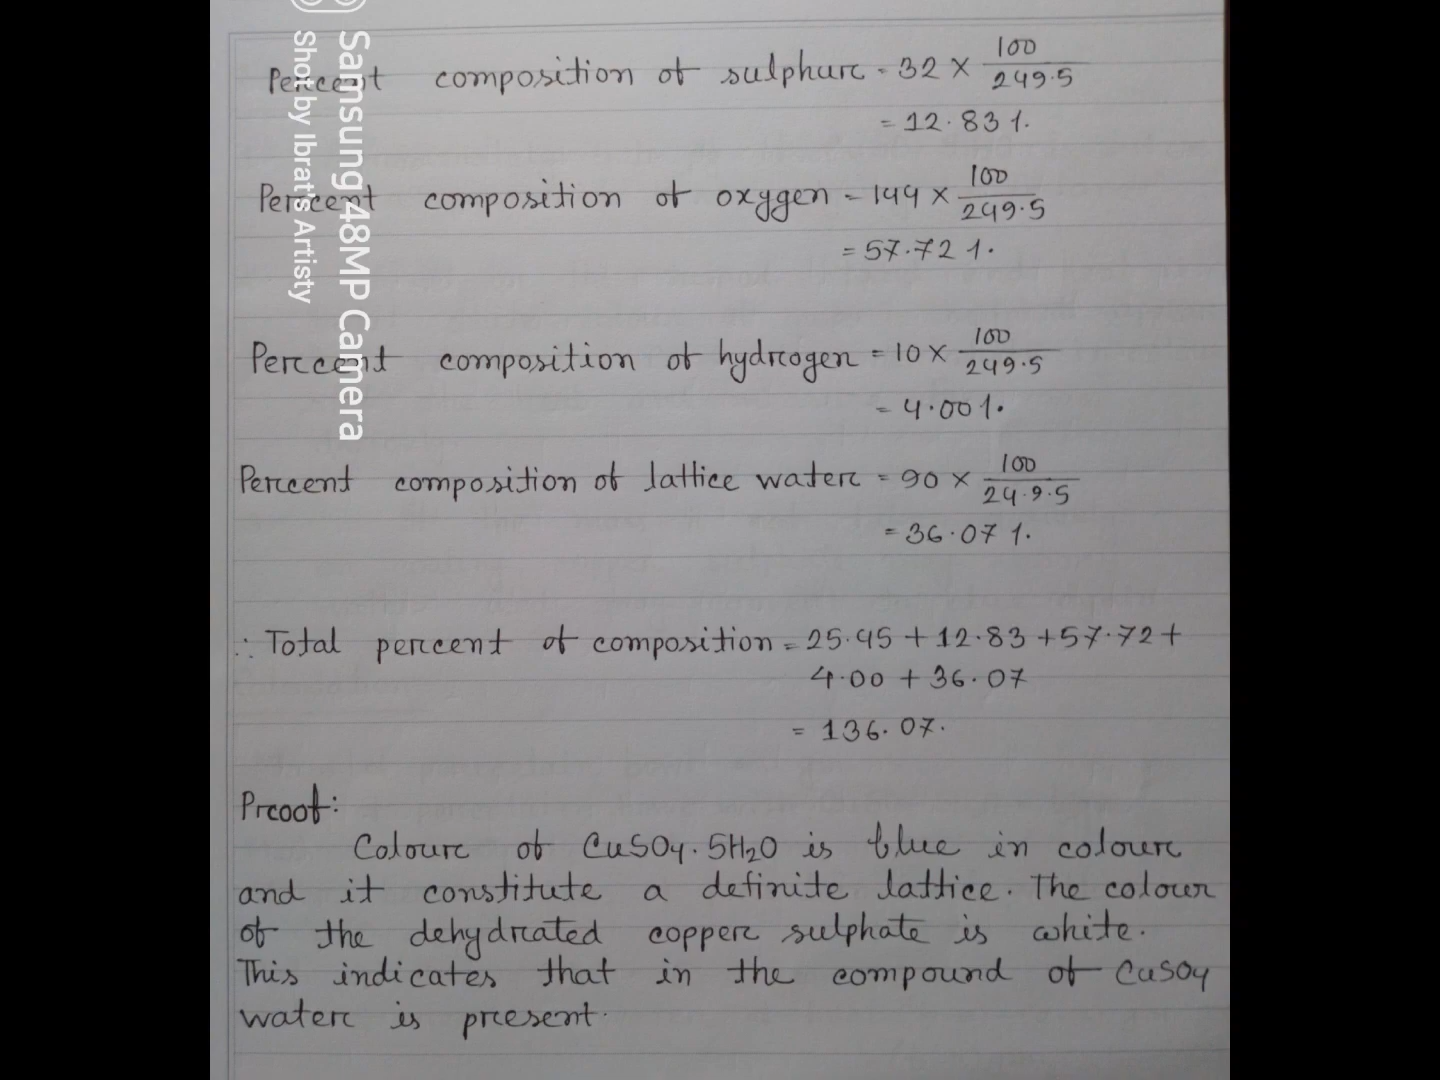 Percent composition of sulphur = 32 × 100/249.5
= 12.83 %.
Percent composition of oxygen = 144 × 100/249.5
= 57.72 %.
Percent composition of hydrogen = 10 × 100/249.5
= 4.00 %.
Percent composition of lattice water = 90 × 100/24.9.5
= 36.07 %.
∴ Total percent of composition = 25.45 + 12.83 + 57.72 +
4.00 + 36.07
= 136.07.
Proof:
Colour of CuSO4.5H2O is blue in colour
and it constitute a definite lattice. The colour
of the dehydrated copper sulphate is white.
This indicates that in the compound of CuSO4
water is present.
Samsung 48MP Camera
Shot by Ibrat's Artisty